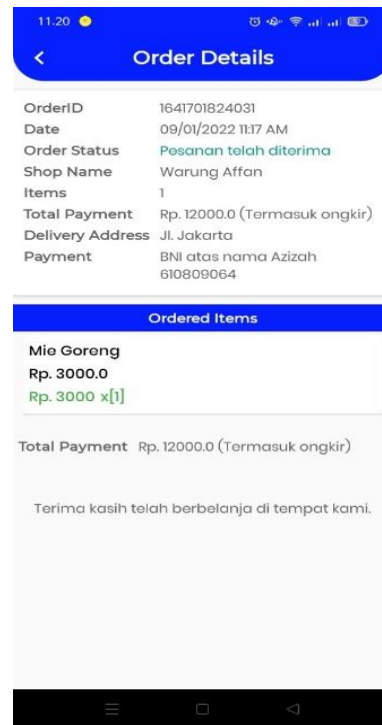 11.20
Order Details
OrderID 1641701824031
Date 09/01/2022 11:17 AM
Order Status Pesanan telah diterima
Shop Name Warung Affan
Items 1
Total Payment Rp. 12000.0 (Termasuk ongkir)
Delivery Address Jl. Jakarta
Payment BNI atas nama Azizah
610809064
Ordered Items
Mie Goreng
Rp. 3000.0
Rp. 3000 x[1]
Total Payment Rp. 12000.0 (Termasuk ongkir)
Terima kasih telah berbelanja di tempat kami.